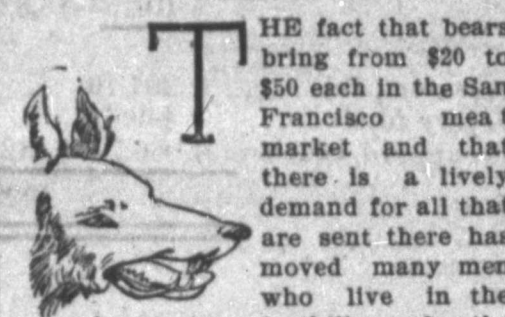 THE fact that bears
bring from $20 to
$50 each in the San
Francisco meat
market and that
there is a lively
demand for all that
are sent there has
moved many men
who live in the